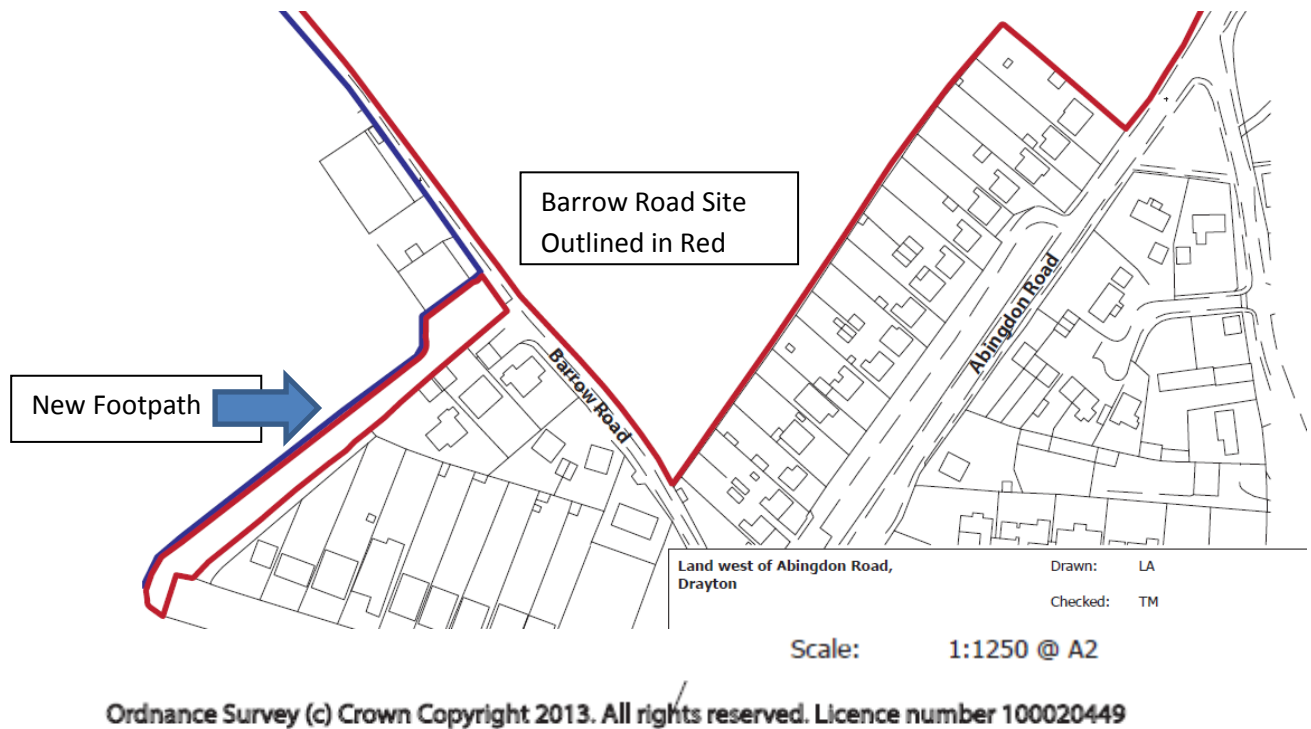 Barrow Road Site
Outlined in Red
Abingdon Road
Barrow Road
New Footpath
Land west of Abingdon Road,
Drayton
Drawn: LA
Checked: TM
Scale: 1:1250 @ A2
Ordnance Survey (c) Crown Copyright 2013. All rights reserved. Licence number 100020449